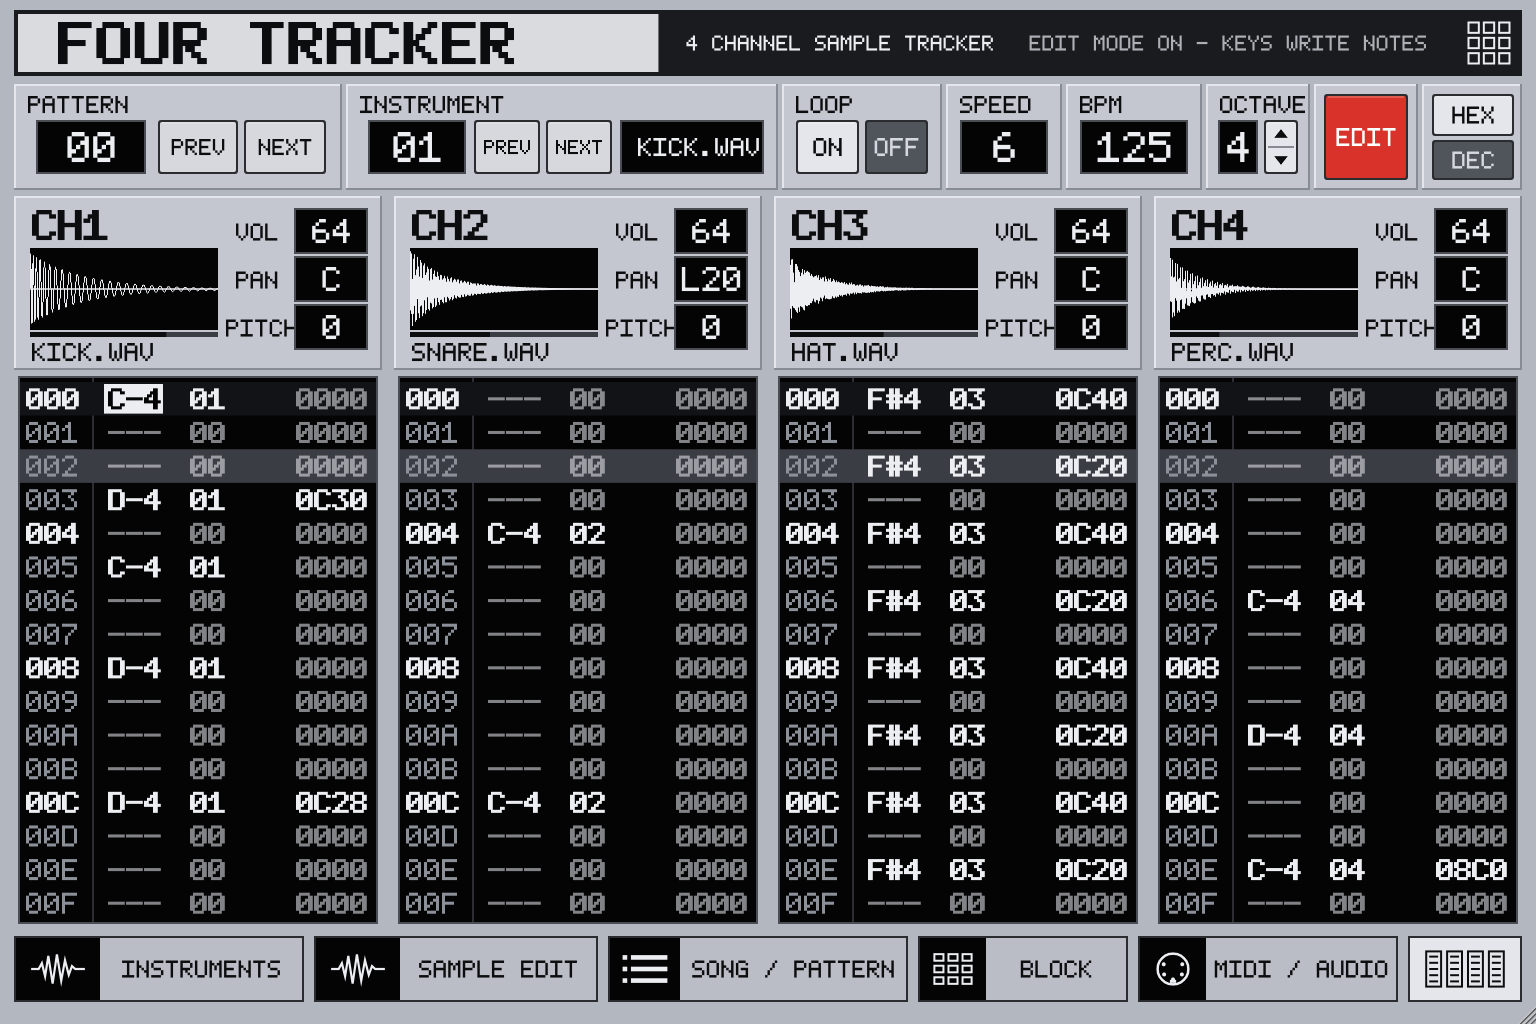 FOUR TRACKER
4 CHANNEL SAMPLE TRACKER EDIT MODE ON – KEYS WRITE NOTES
PATTERN INSTRUMENT LOOP SPEED BPM OCTAVE
00 PREV NEXT 01 PREV NEXT KICK.WAV ON OFF 6 125 4 EDIT HEX
DEC
CH1 VOL 64 CH2 VOL 64 CH3 VOL 64 CH4 VOL 64
PAN C PAN L20 PAN C PAN C
PITCH 0 PITCH 0 PITCH 0 PITCH 0
KICK.WAV SNARE.WAV HAT.WAV PERC.WAV
000 C-4 01 0000 000 --- 00 0000 000 F#4 03 0C40 000 --- 00 0000
001 --- 00 0000 001 --- 00 0000 001 --- 00 0000 001 --- 00 0000
002 --- 00 0000 002 --- 00 0000 002 F#4 03 0C20 002 --- 00 0000
003 D-4 01 0C30 003 --- 00 0000 003 --- 00 0000 003 --- 00 0000
004 --- 00 0000 004 C-4 02 0000 004 F#4 03 0C40 004 --- 00 0000
005 C-4 01 0000 005 --- 00 0000 005 --- 00 0000 005 --- 00 0000
006 --- 00 0000 006 --- 00 0000 006 F#4 03 0C20 006 C-4 04 0000
007 --- 00 0000 007 --- 00 0000 007 --- 00 0000 007 --- 00 0000
008 D-4 01 0000 008 --- 00 0000 008 F#4 03 0C40 008 --- 00 0000
009 --- 00 0000 009 --- 00 0000 009 --- 00 0000 009 --- 00 0000
00A --- 00 0000 00A --- 00 0000 00A F#4 03 0C20 00A D-4 04 0000
00B --- 00 0000 00B --- 00 0000 00B --- 00 0000 00B --- 00 0000
00C D-4 01 0C28 00C C-4 02 0000 00C F#4 03 0C40 00C --- 00 0000
00D --- 00 0000 00D --- 00 0000 00D --- 00 0000 00D --- 00 0000
00E --- 00 0000 00E --- 00 0000 00E F#4 03 0C20 00E C-4 04 08C0
00F --- 00 0000 00F --- 00 0000 00F --- 00 0000 00F --- 00 0000
INSTRUMENTS SAMPLE EDIT SONG / PATTERN BLOCK MIDI / AUDIO